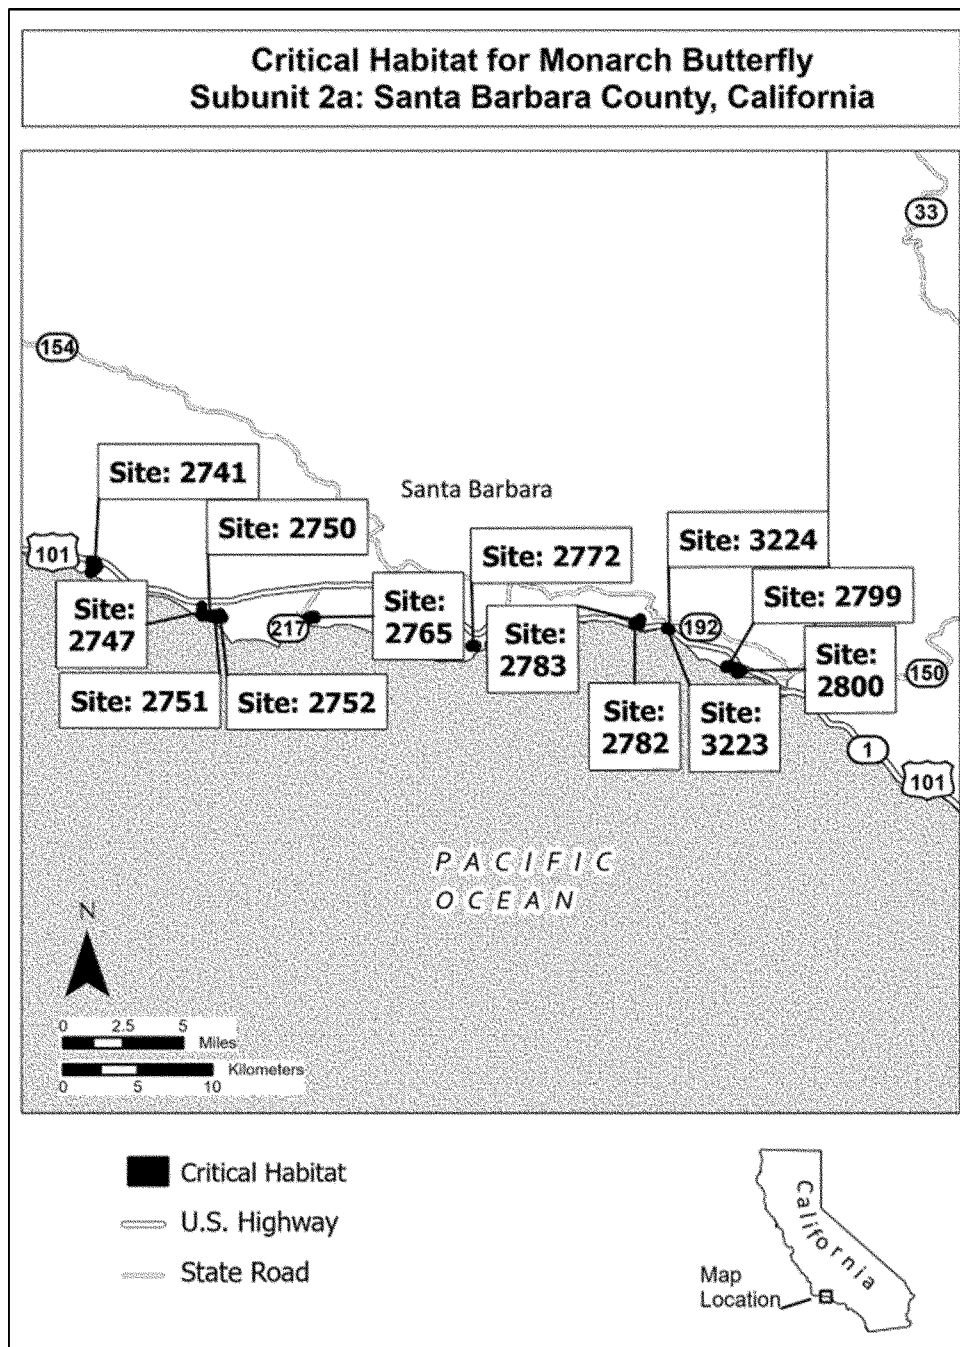 Critical Habitat for Monarch Butterfly
Subunit 2a: Santa Barbara County, California
33
154
Site: 2741
Santa Barbara
Site: 2750
101
Site: 2772
Site: 3224
Site: 2799
Site:
2747
217
Site:
2765
Site:
2783
192
Site:
2800
150
Site: 2751
Site: 2752
Site:
2782
Site:
3223
1
101
PACIFIC
OCEAN
N
0 2.5 5
Miles
Kilometers
0 5 10
Critical Habitat
U.S. Highway
State Road
California
Map
Location